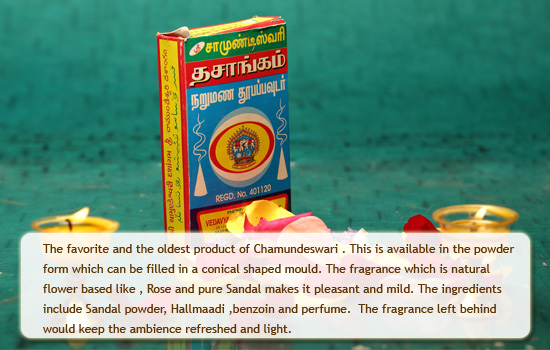 சாமுண்டீஸ்வரி
தசாங்கம்
நறுமண தூபப்பவுடர்
REGD. No. 401120
The favorite and the oldest product of Chamundeswari . This is available in the powder
form which can be filled in a conical shaped mould. The fragrance which is natural
flower based like , Rose and pure Sandal makes it pleasant and mild. The ingredients
include Sandal powder, Hallmaadi ,benzoin and perfume.  The fragrance left behind
would keep the ambience refreshed and light.